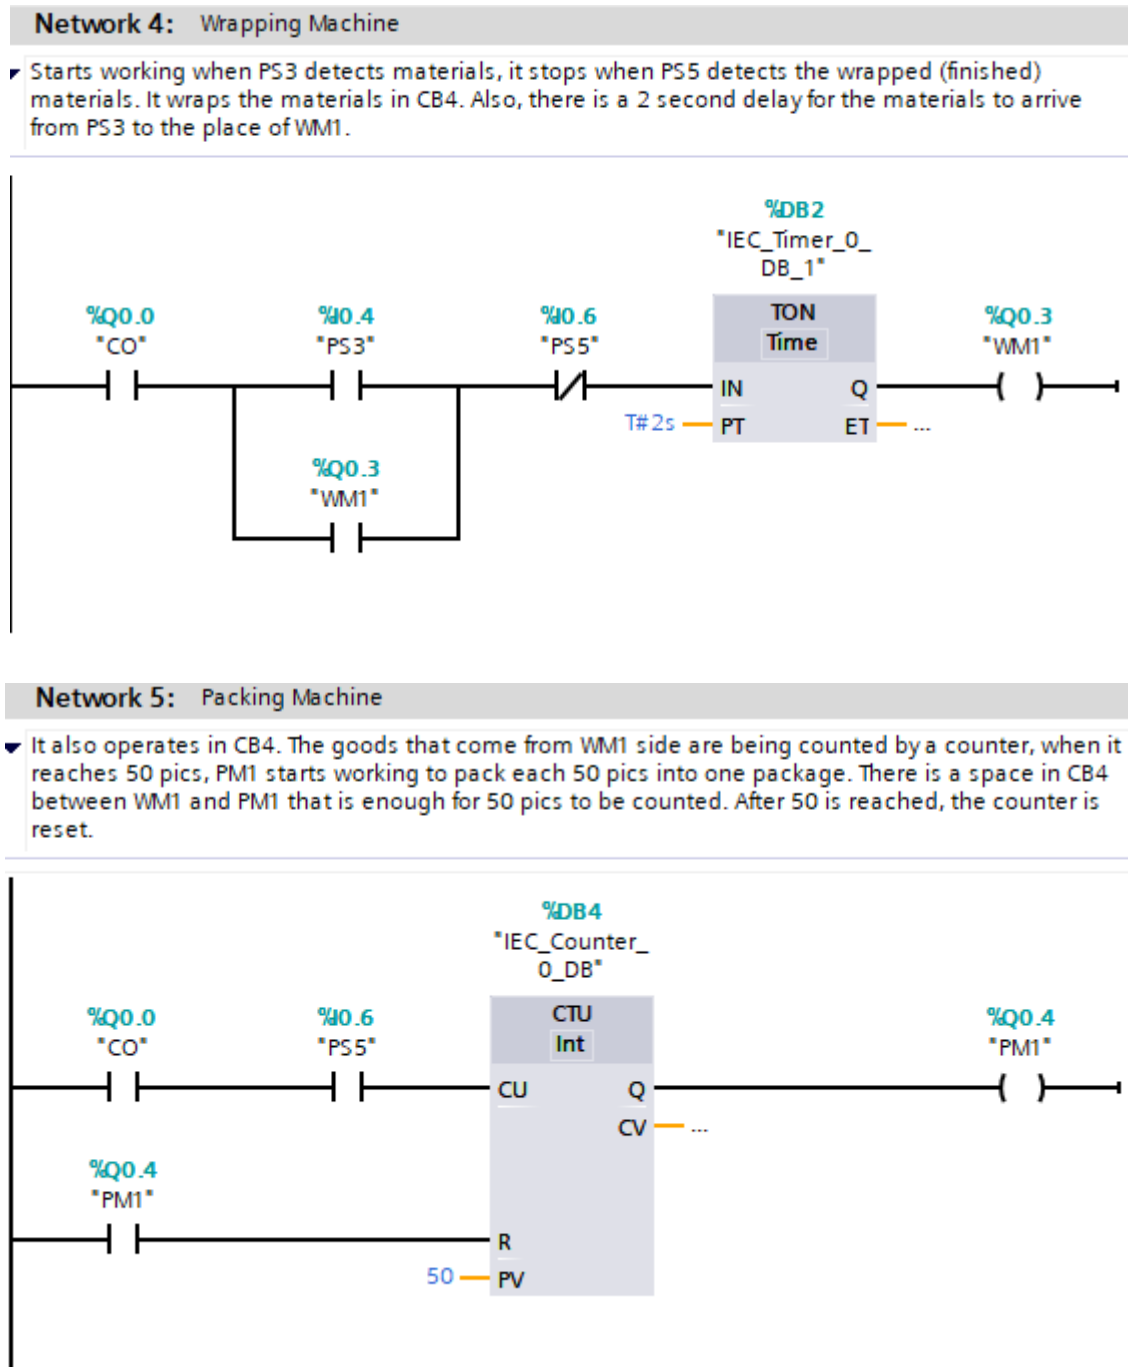 Network 4: Wrapping Machine
Starts working when PS3 detects materials, it stops when PS5 detects the wrapped (finished)
materials. It wraps the materials in CB4. Also, there is a 2 second delay for the materials to arrive
from PS3 to the place of WM1.
%DB2
"IEC_Timer_0_
DB_1"
%Q0.0
"CO"
%I0.4
"PS3"
%I0.6
"PS5"
TON
Time
%Q0.3
"WM1"
IN
Q
T#2s
PT
ET
...
%Q0.3
"WM1"
Network 5: Packing Machine
It also operates in CB4. The goods that come from WM1 side are being counted by a counter, when it
reaches 50 pics, PM1 starts working to pack each 50 pics into one package. There is a space in CB4
between WM1 and PM1 that is enough for 50 pics to be counted. After 50 is reached, the counter is
reset.
%DB4
"IEC_Counter_
0_DB"
%Q0.0
"CO"
%I0.6
"PS5"
CTU
Int
%Q0.4
"PM1"
CU
Q
CV
...
%Q0.4
"PM1"
R
50
PV